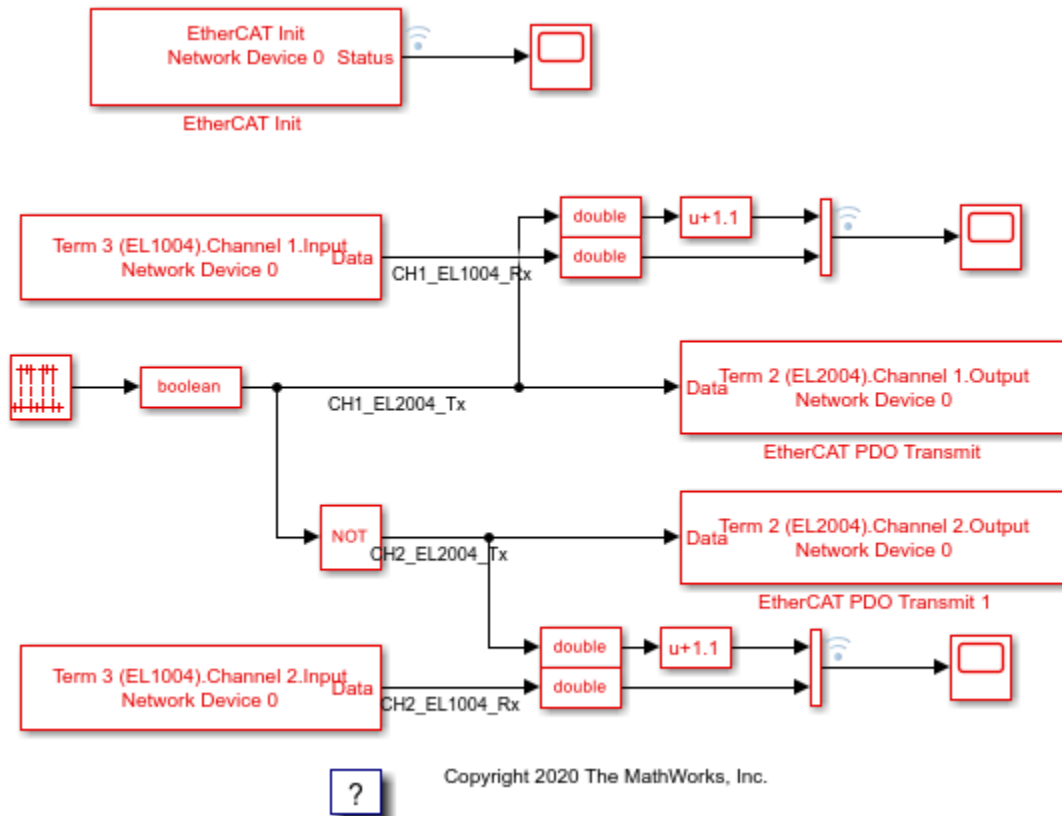 EtherCAT Init
Network Device 0 Status
EtherCAT Init
double
u+1.1
Term 3 (EL1004).Channel 1.Input
Network Device 0
Data
double
CH1_EL1004_Rx
boolean
CH1_EL2004_Tx
Data
Term 2 (EL2004).Channel 1.Output
Network Device 0
EtherCAT PDO Transmit
NOT
CH2_EL2004_Tx
Data
Term 2 (EL2004).Channel 2.Output
Network Device 0
EtherCAT PDO Transmit 1
double
u+1.1
Term 3 (EL1004).Channel 2.Input
Network Device 0
Data
double
CH2_EL1004_Rx
?
Copyright 2020 The MathWorks, Inc.